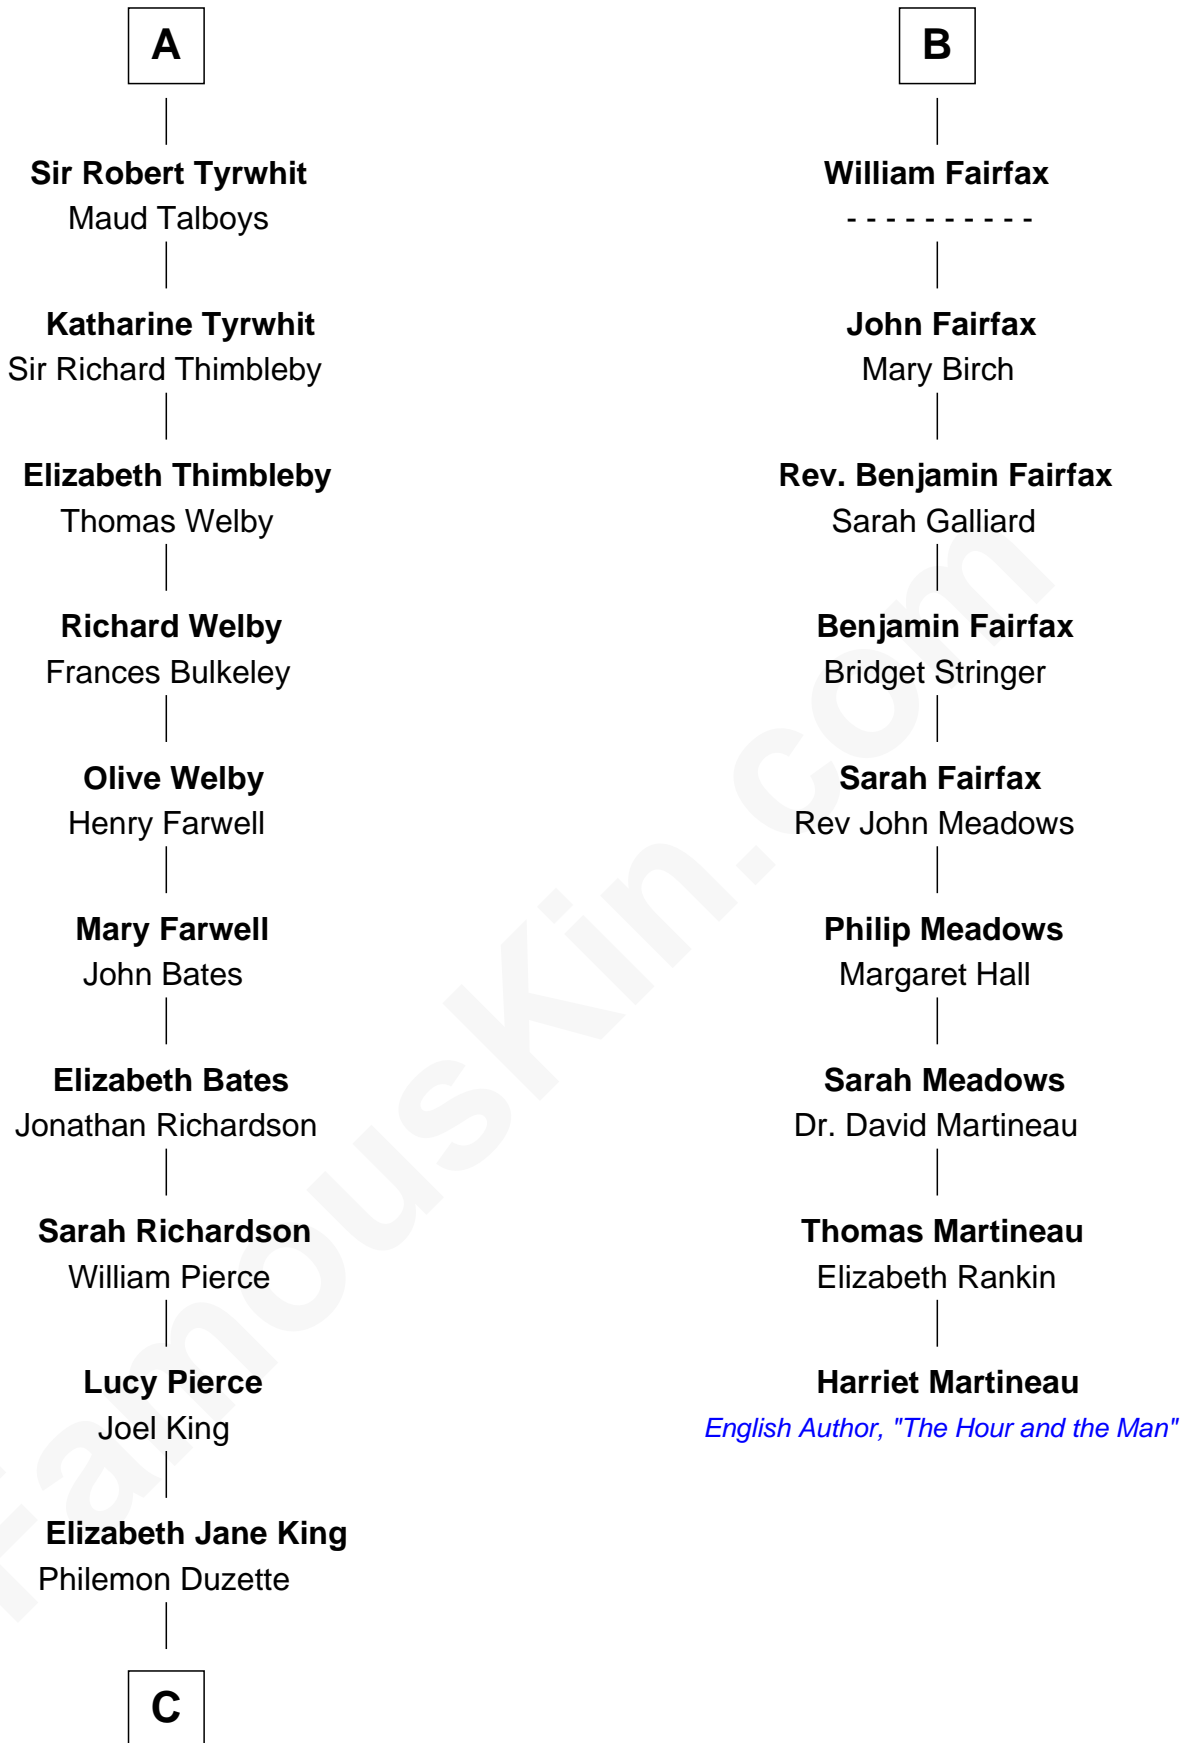 A
Sir Robert Tyrwhit
Maud Talboys
Katharine Tyrwhit
Sir Richard Thimbleby
Elizabeth Thimbleby
Thomas Welby
Richard Welby
Frances Bulkeley
Olive Welby
Henry Farwell
Mary Farwell
John Bates
Elizabeth Bates
Jonathan Richardson
Sarah Richardson
William Pierce
Lucy Pierce
Joel King
Elizabeth Jane King
Philemon Duzette
C
B
William Fairfax
- - - - - - - - - -
John Fairfax
Mary Birch
Rev. Benjamin Fairfax
Sarah Galliard
Benjamin Fairfax
Bridget Stringer
Sarah Fairfax
Rev John Meadows
Philip Meadows
Margaret Hall
Sarah Meadows
Dr. David Martineau
Thomas Martineau
Elizabeth Rankin
Harriet Martineau
English Author, "The Hour and the Man"
FamousKin.com